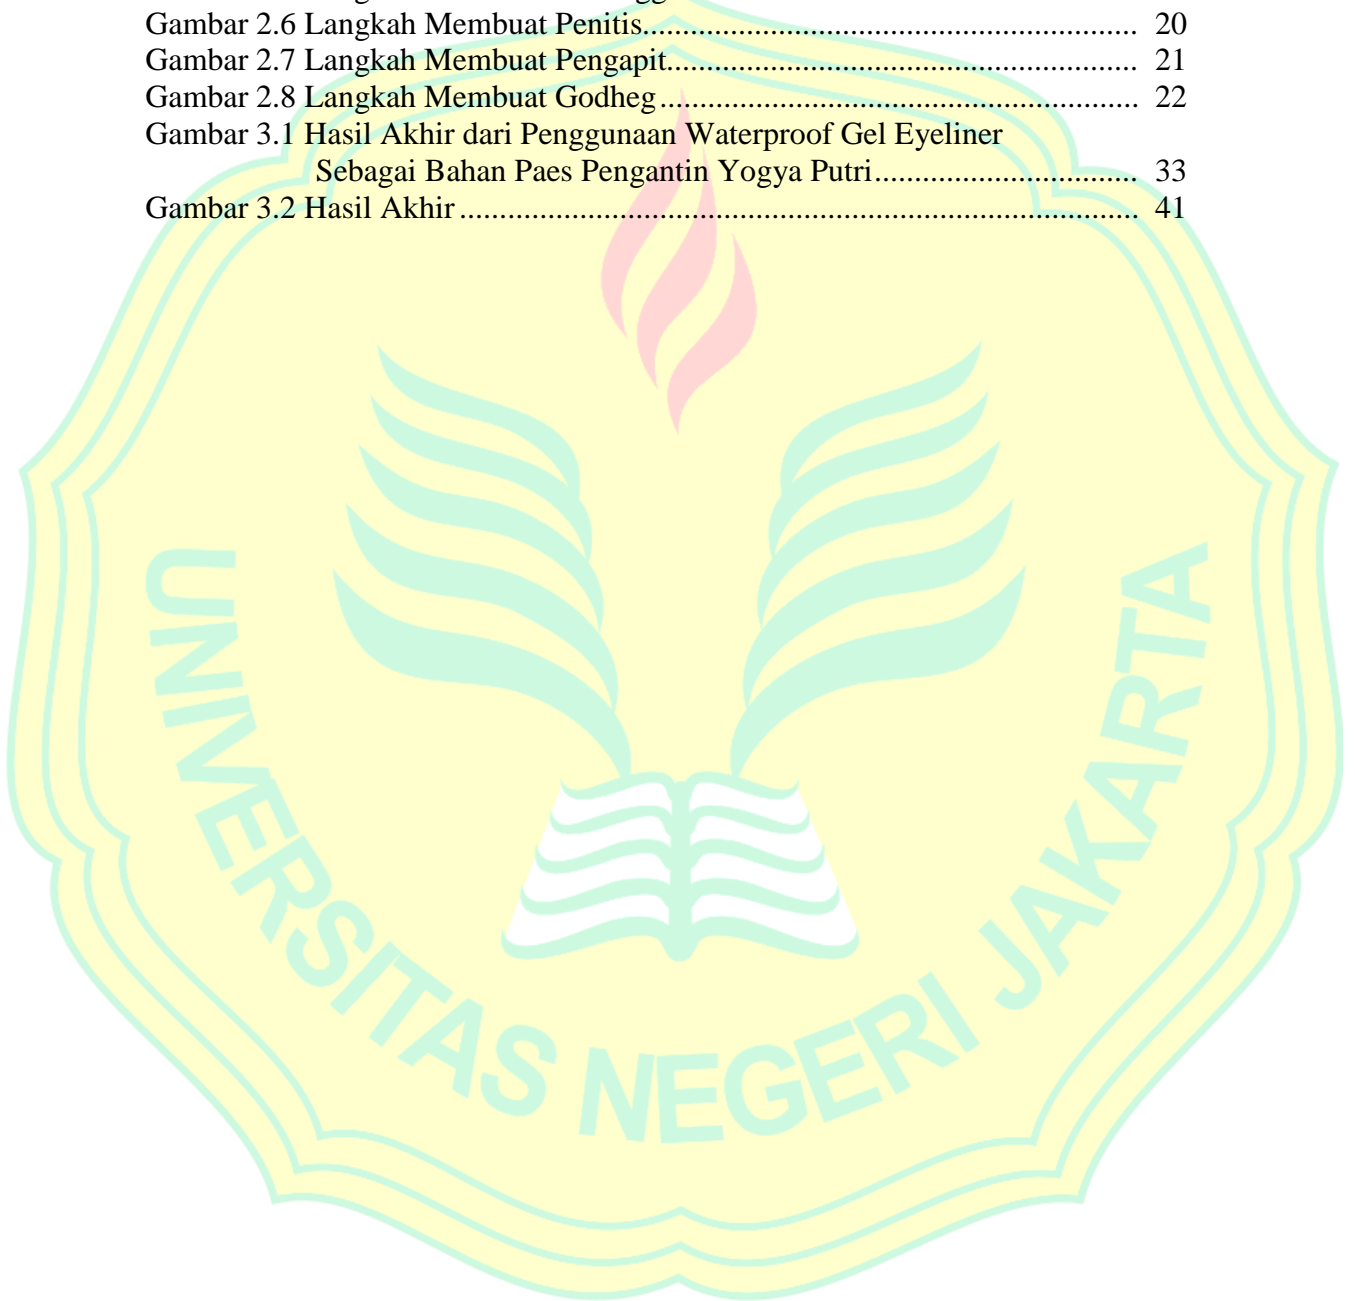 Gambar 2.6 Langkah Membuat Penitis.............................................................. 20
Gambar 2.7 Langkah Membuat Pengapit........................................................... 21
Gambar 2.8 Langkah Membuat Godheg............................................................ 22
Gambar 3.1 Hasil Akhir dari Penggunaan Waterproof Gel Eyeliner
Sebagai Bahan Paes Pengantin Yogya Putri................................. 33
Gambar 3.2 Hasil Akhir..................................................................................... 41
UNIVERSITAS NEGERI JAKARTA